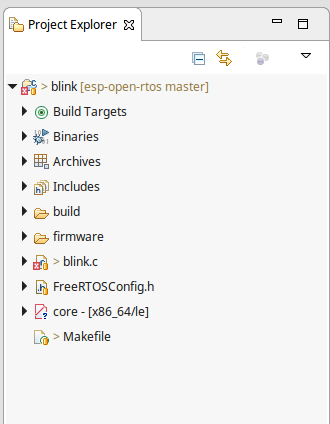 Project Explorer
> blink [esp-open-rtos master]
Build Targets
Binaries
Archives
Includes
build
firmware
> blink.c
FreeRTOSConfig.h
core - [x86_64/le]
> Makefile